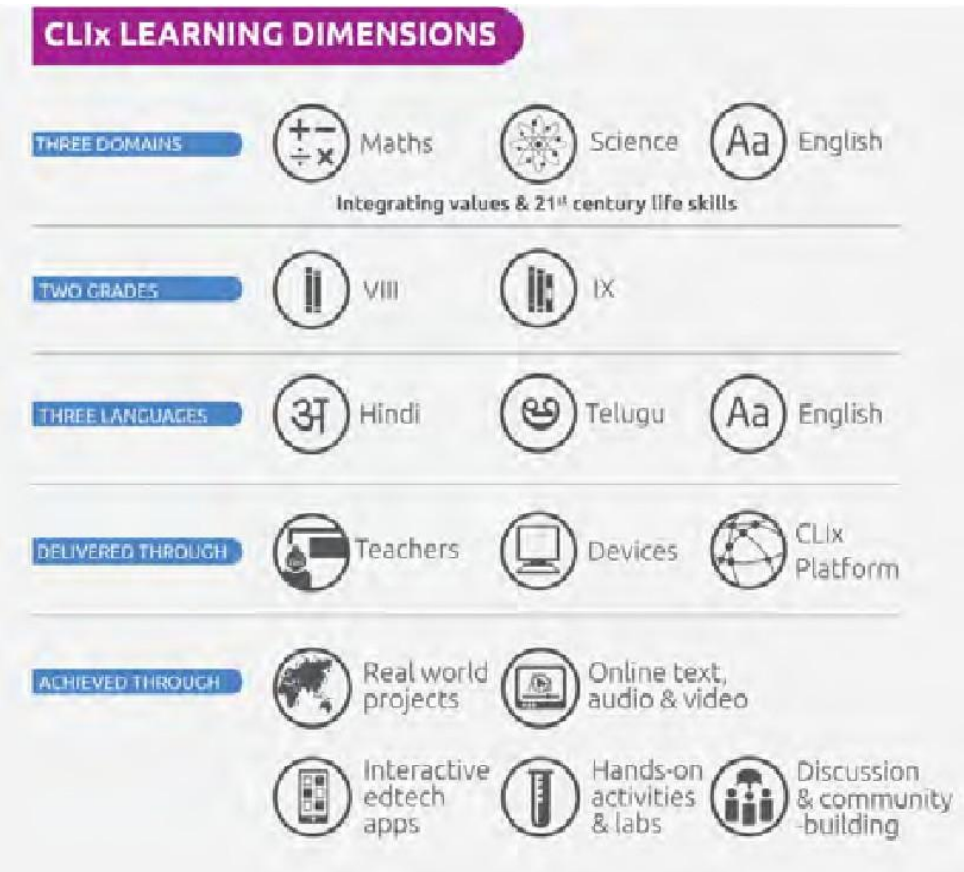 CLIx LEARNING DIMENSIONS
THREE DOMAINS
+ −
÷ ×
Maths
Science
Aa
English
Integrating values & 21st century life skills
TWO GRADES
VIII
IX
THREE LANGUAGES
अ
Hindi
అ
Telugu
Aa
English
DELIVERED THROUGH
Teachers
Devices
CLIx
Platform
ACHIEVED THROUGH
Real world
projects
Online text,
audio & video
Interactive
edtech
apps
Hands-on
activities
& labs
Discussion
& community
-building